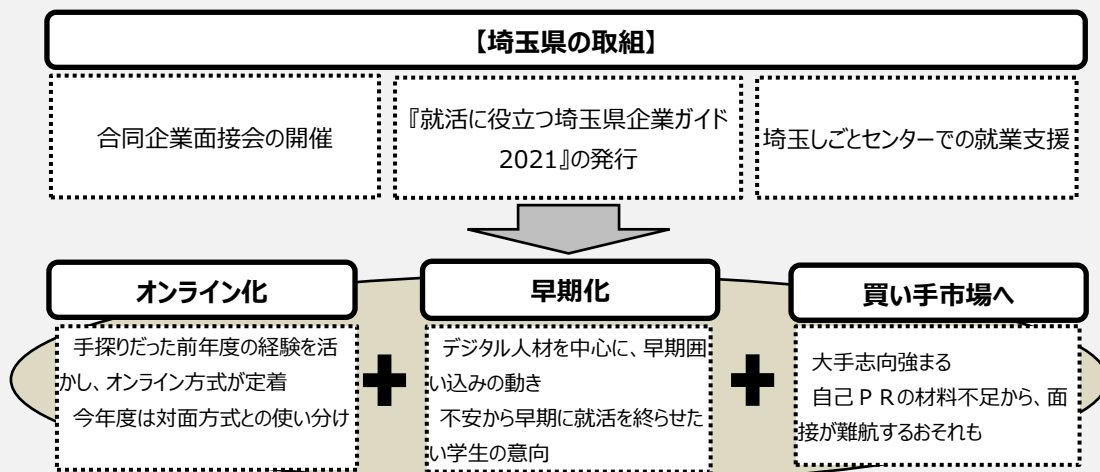 【埼玉県の取組】
合同企業面接会の開催
『就活に役立つ埼玉県企業ガイド
2021』の発行
埼玉しごとセンターでの就業支援
オンライン化
手探りだった前年度の経験を活
かし、オンライン方式が定着
今年度は対面方式との使い分け
早期化
デジタル人材を中心に、早期囲
い込みの動き
不安から早期に就活を終らせた
い学生の意向
買い手市場へ
大手志向強まる
自己ＰＲの材料不足から、面
接が難航するおそれも